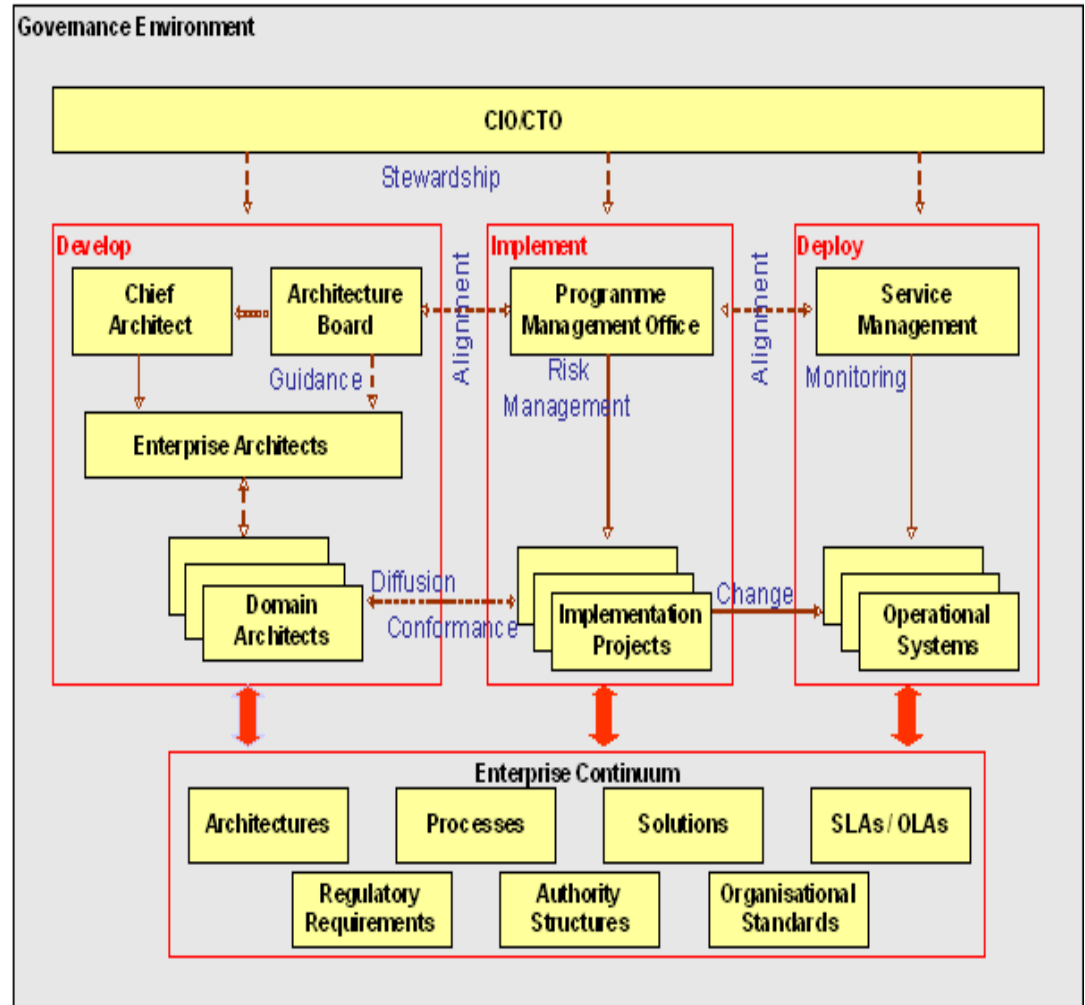 Governance Environment
CIO/CTO
Stewardship
Develop
Chief
Architect
Architecture
Board
Guidance
Enterprise Architects
Domain
Architects
Alignment
Diffusion
Conformance
Implement
Programme
Management Office
Risk
Management
Implementation
Projects
Alignment
Change
Deploy
Service
Management
Monitoring
Operational
Systems
Enterprise Continuum
Architectures
Processes
Solutions
SLAs / OLAs
Regulatory
Requirements
Authority
Structures
Organisational
Standards